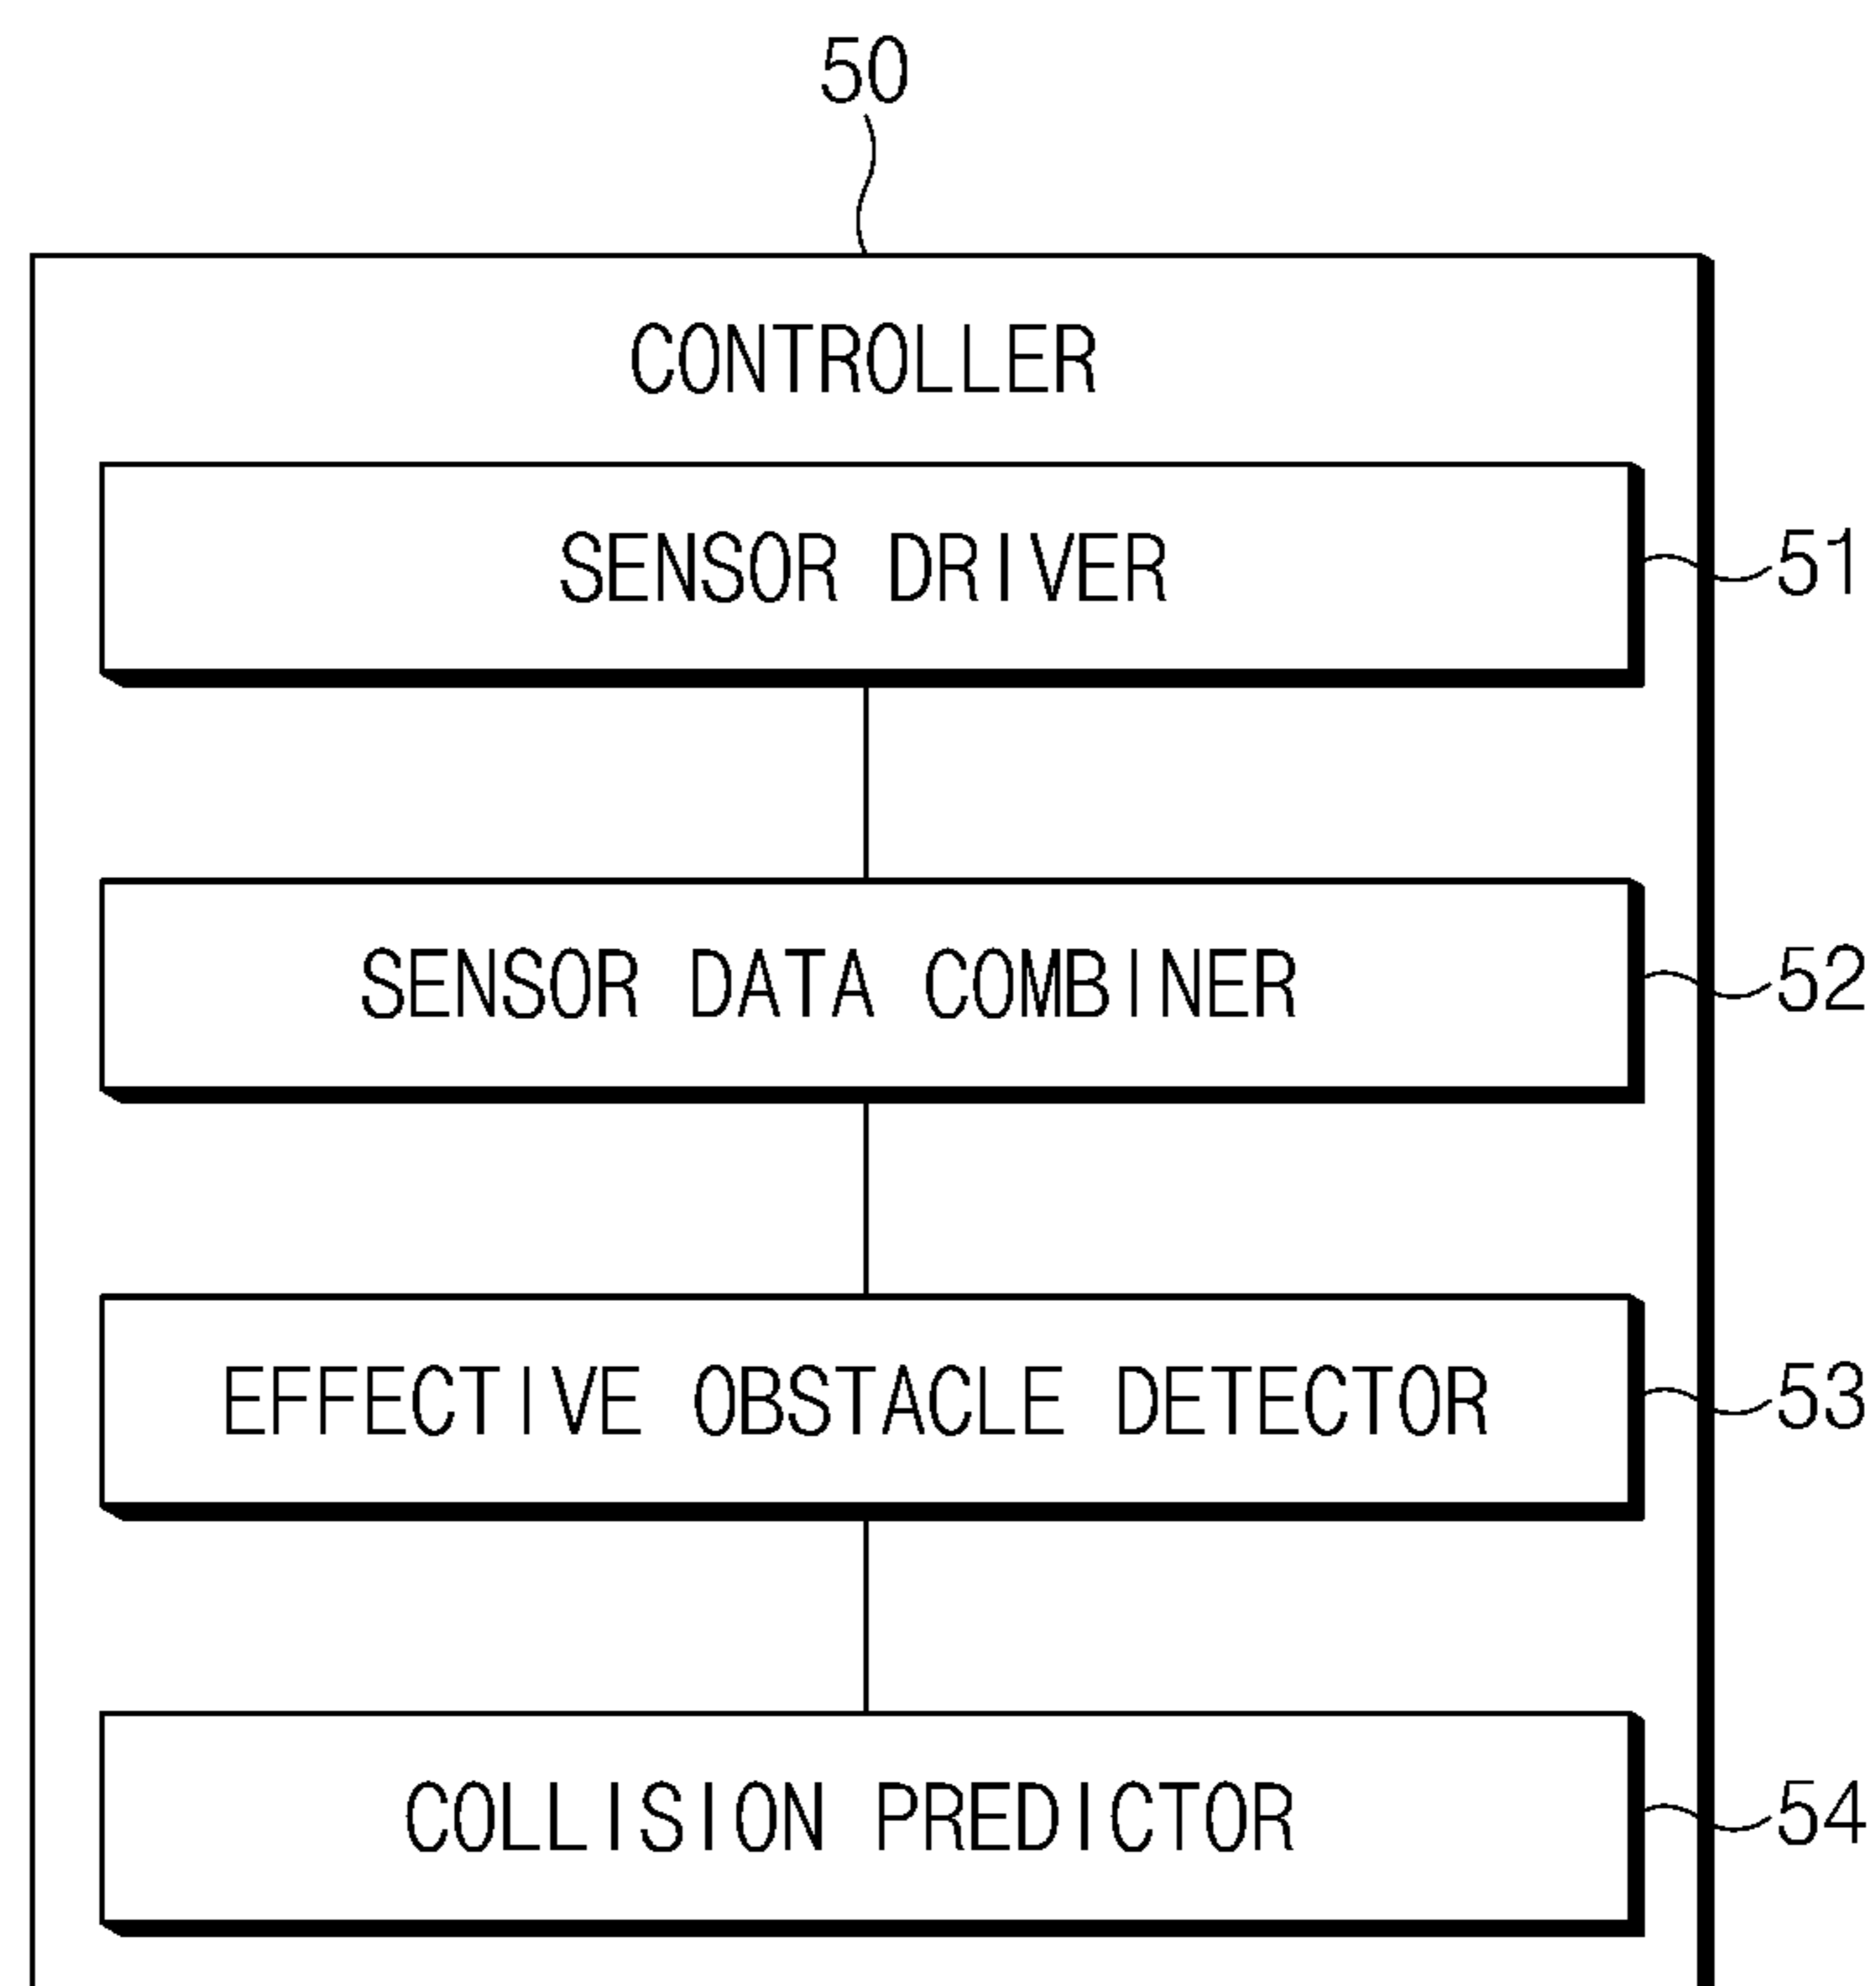 50
CONTROLLER
SENSOR DRIVER
51
SENSOR DATA COMBINER
52
EFFECTIVE OBSTACLE DETECTOR
53
COLLISION PREDICTOR
54